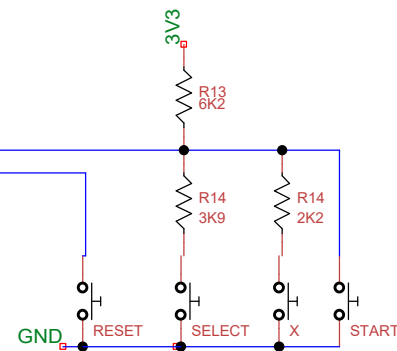 3V3
R13
6K2
R14
3K9
R14
2K2
GND
RESET
SELECT
X
START